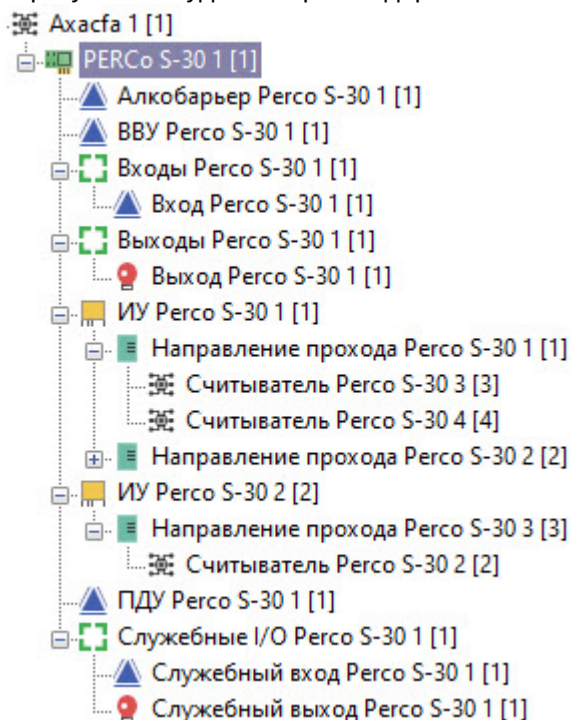 Axacfa 1 [1]
PERCo S-30 1 [1]
Алкобарьер Perco S-30 1 [1]
ВВУ Perco S-30 1 [1]
Входы Perco S-30 1 [1]
Вход Perco S-30 1 [1]
Выходы Perco S-30 1 [1]
Выход Perco S-30 1 [1]
ИУ Perco S-30 1 [1]
Направление прохода Perco S-30 1 [1]
Считыватель Perco S-30 3 [3]
Считыватель Perco S-30 4 [4]
Направление прохода Perco S-30 2 [2]
ИУ Perco S-30 2 [2]
Направление прохода Perco S-30 3 [3]
Считыватель Perco S-30 2 [2]
ПДУ Perco S-30 1 [1]
Служебные I/O Perco S-30 1 [1]
Служебный вход Perco S-30 1 [1]
Служебный выход Perco S-30 1 [1]